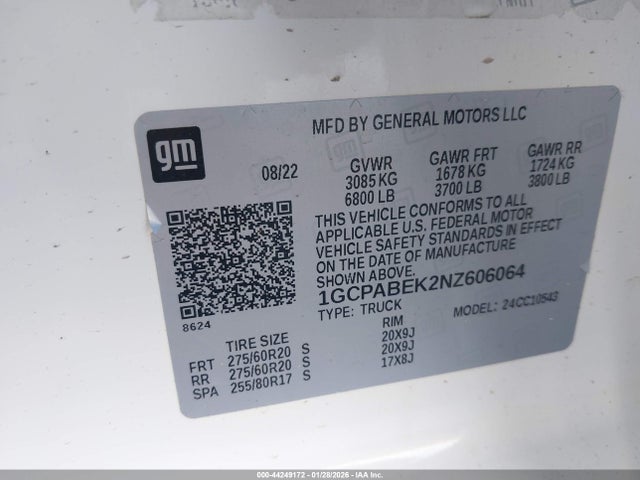 MFD BY GENERAL MOTORS LLC
gm
08/22 GVWR GAWR FRT GAWR RR
3085 KG 1678 KG 1724 KG
6800 LB 3700 LB 3800 LB
THIS VEHICLE CONFORMS TO ALL
APPLICABLE U.S. FEDERAL MOTOR
VEHICLE SAFETY STANDARDS IN EFFECT
ON THE DATE OF MANUFACTURE
1GCPABEK2NZ606064
8624 TYPE: TRUCK MODEL: 24CC10543
TIRE SIZE RIM
FRT 275/60R20 S 20X9J
RR 275/60R20 S 20X9J
SPA 255/80R17 S 17X8J
000-44249172 - 01/28/2026 - IAAI Inc.